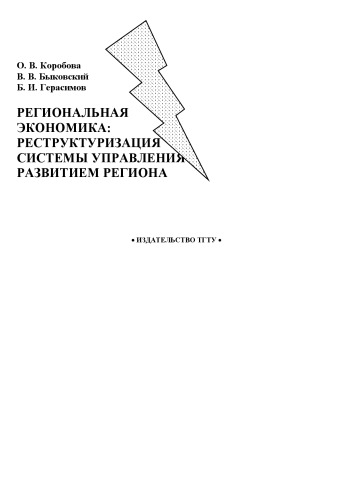 О. В. Коробова
В. В. Быковский
Б. И. Герасимов
РЕГИОНАЛЬНАЯ
ЭКОНОМИКА:
РЕСТРУКТУРИЗАЦИЯ
СИСТЕМЫ УПРАВЛЕНИЯ
РАЗВИТИЕМ РЕГИОНА
• ИЗДАТЕЛЬСТВО ТГТУ •